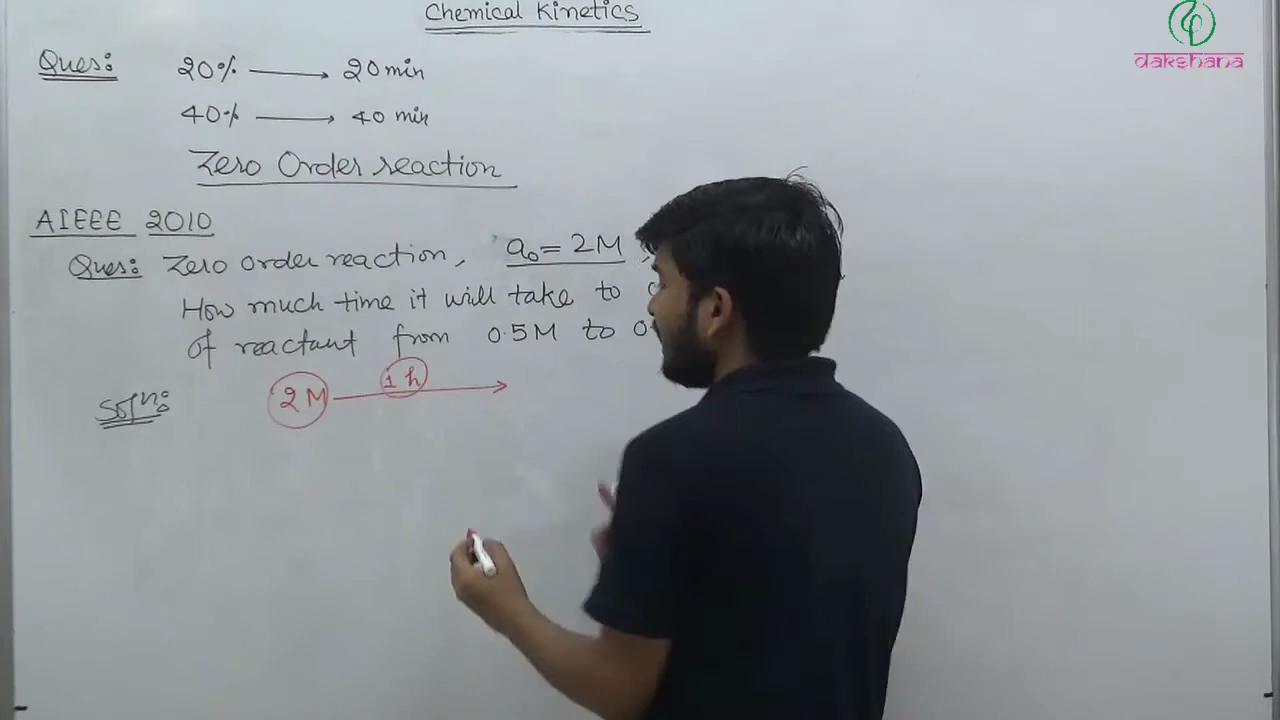 Chemical Kinetics
dakshana
Ques: 20% → 20 min
40% → 40 min
Zero Order reaction
AIEEE 2010
Ques: Zero order reaction, a₀ = 2M
How much time it will take to
of reactant from 0.5M to
Solⁿ: 2M 1 h →